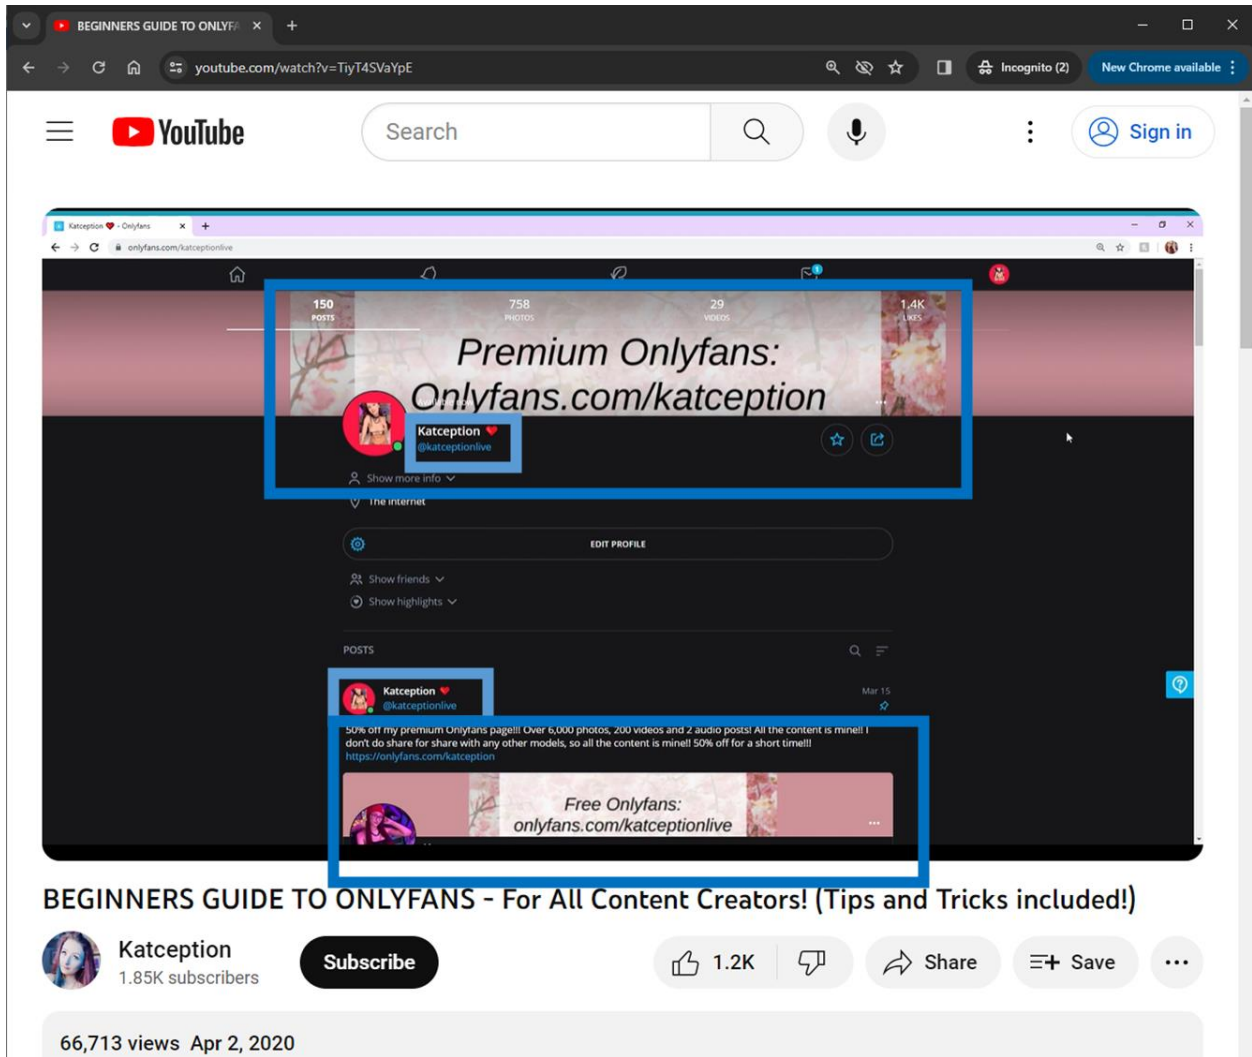 BEGINNERS GUIDE TO ONLYFA
youtube.com/watch?v=TiyT4SVaYpE
Incognito (2)
New Chrome available
YouTube
Search
Sign in
Katception ❤ - Onlyfans
onlyfans.com/katceptionlive
1
150 758 29 1.4K
POSTS PHOTOS VIDEOS LIKES
Premium Onlyfans:
Onlyfans.com/katception
Available now
Katception ❤
@katceptionlive
Show more info
The internet
EDIT PROFILE
Show friends
Show highlights
POSTS
Katception ❤
Mar 15
@katceptionlive
50% off my premium Onlyfans page!!! Over 6,000 photos, 200 videos and 2 audio posts! All the content is mine!! I
don't do share for share with any other models, so all the content is mine!! 50% off for a short time!!!
https://onlyfans.com/katception
Free Onlyfans:
onlyfans.com/katceptionlive
BEGINNERS GUIDE TO ONLYFANS - For All Content Creators! (Tips and Tricks included!)
Katception
1.85K subscribers
Subscribe
1.2K
Share
Save
66,713 views Apr 2, 2020